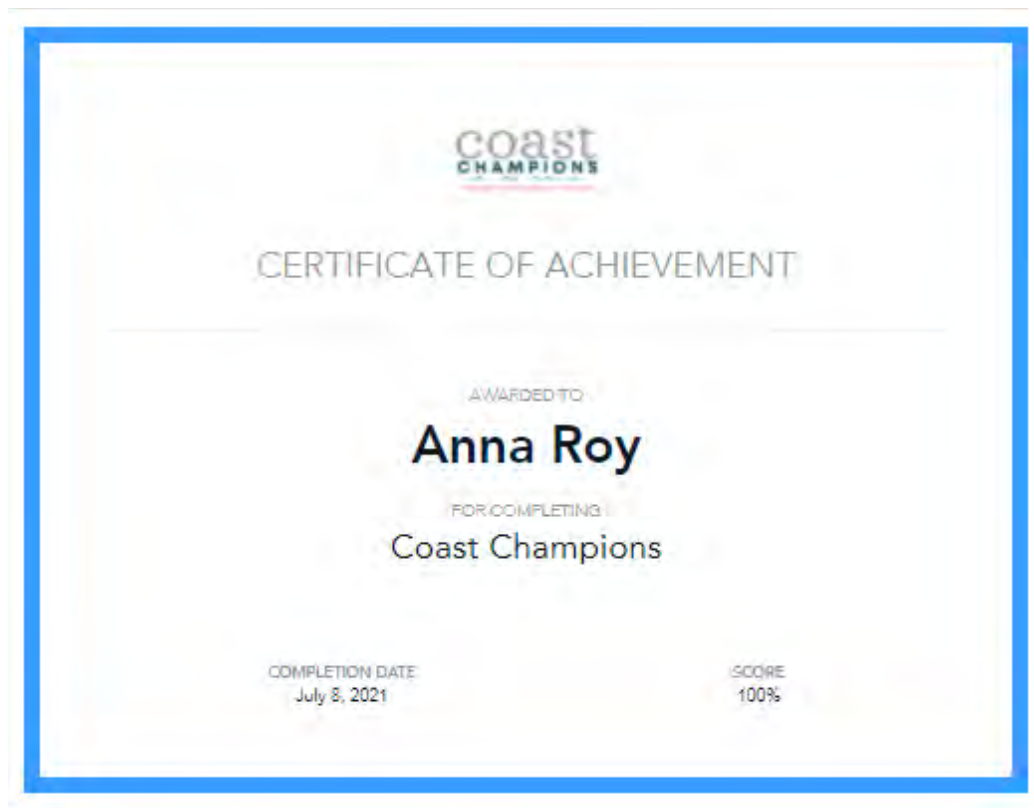 coast
CHAMPIONS
CERTIFICATE OF ACHIEVEMENT
AWARDED TO
Anna Roy
FOR COMPLETING
Coast Champions
COMPLETION DATE
July 8, 2021
SCORE
100%